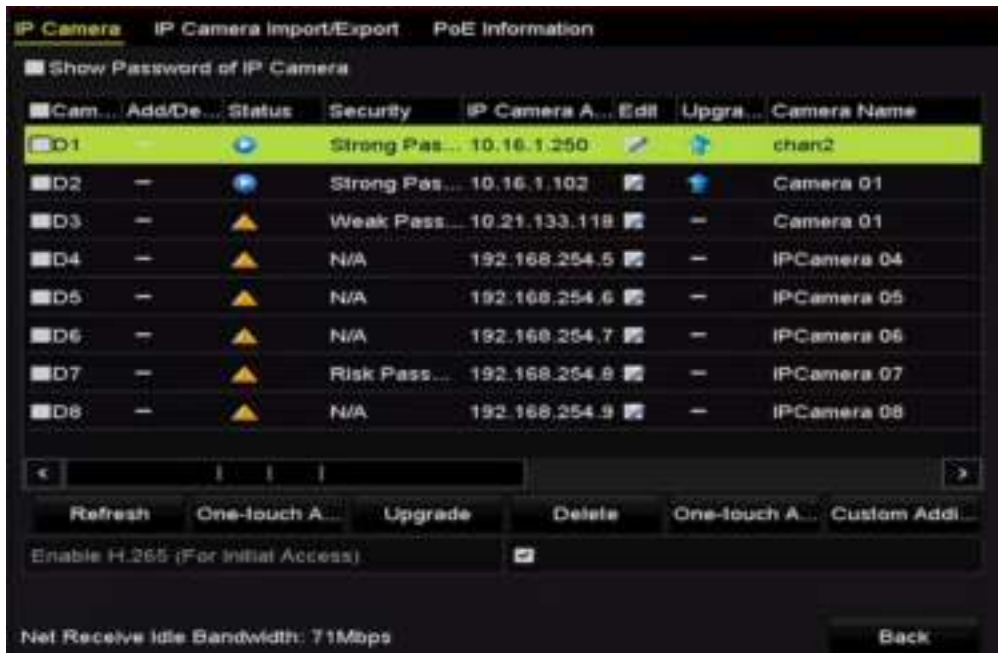 IP Camera IP Camera Import/Export PoE Information
Show Password of IP Camera
Cam... Add/De... Status Security IP Camera A... Edit Upgra... Camera Name
D1 — Strong Pas... 10.16.1.250 chan2
D2 — Strong Pas... 10.16.1.102 Camera 01
D3 — Weak Pass... 10.21.133.118 — Camera 01
D4 — N/A 192.168.254.5 — IPCamera 04
D5 — N/A 192.168.254.6 — IPCamera 05
D6 — N/A 192.168.254.7 — IPCamera 06
D7 — Risk Pass... 192.168.254.8 — IPCamera 07
D8 — N/A 192.168.254.9 — IPCamera 08
< >
Refresh One-touch A... Upgrade Delete One-touch A... Custom Addi...
Enable H.265 (For Initial Access)
Net Receive Idle Bandwidth: 71Mbps Back